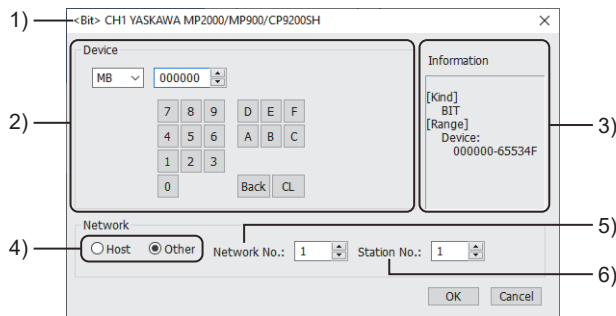 1)
<Bit> CH1 YASKAWA MP2000/MP900/CP9200SH
Device
MB 000000
7 8 9 D E F
4 5 6 A B C
1 2 3
0 Back CL
2)
Information
[Kind]
BIT
[Range]
Device:
000000-65534F
3)
Network
4)
Host Other Network No.: 1 Station No.: 1
5)
6)
OK Cancel